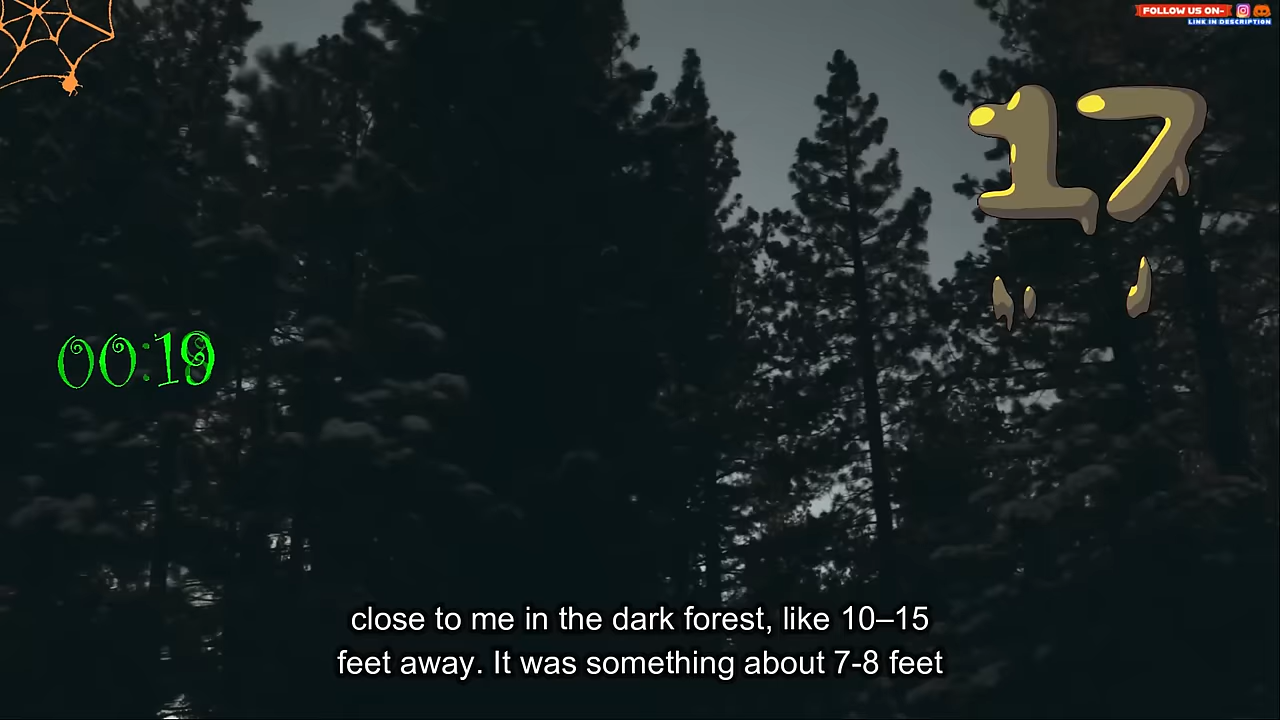 FOLLOW US ON-
LINK IN DESCRIPTION
17
00:19
close to me in the dark forest, like 10–15
feet away. It was something about 7-8 feet